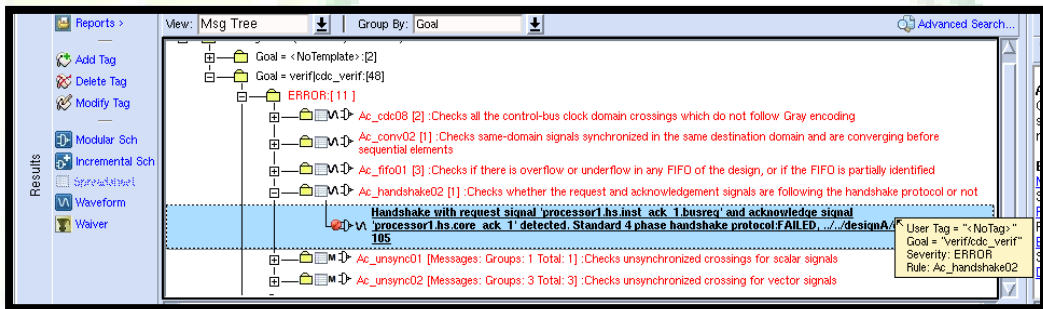 Reports >
View: Msg Tree
Group By: Goal
Advanced Search...
Add Tag
Delete Tag
Modify Tag
Modular Sch
Incremental Sch
Spreadsheet
Waveform
Waiver
Results
Goal = <NoTemplate>:[2]
Goal = verif|cdc_verif:[48]
ERROR:[ 11 ]
Ac_cdc08 [2] :Checks all the control-bus clock domain crossings which do not follow Gray encoding
Ac_conv02 [1] :Checks same-domain signals synchronized in the same destination domain and are converging before
sequential elements
Ac_fifo01 [3] :Checks if there is overflow or underflow in any FIFO of the design, or if the FIFO is partially identified
Ac_handshake02 [1] :Checks whether the request and acknowledgement signals are following the handshake protocol or not
Handshake with request signal 'processor1.hs.inst_ack_1.busreq' and acknowledge signal
'processor1.hs.core_ack_1' detected. Standard 4 phase handshake protocol:FAILED, ../../designA/
105
User Tag = "<NoTag>"
Goal = "verif/cdc_verif"
Severity: ERROR
Rule: Ac_handshake02
Ac_unsync01 [Messages: Groups: 1 Total: 1] :Checks unsynchronized crossings for scalar signals
Ac_unsync02 [Messages: Groups: 3 Total: 3] :Checks unsynchronized crossing for vector signals